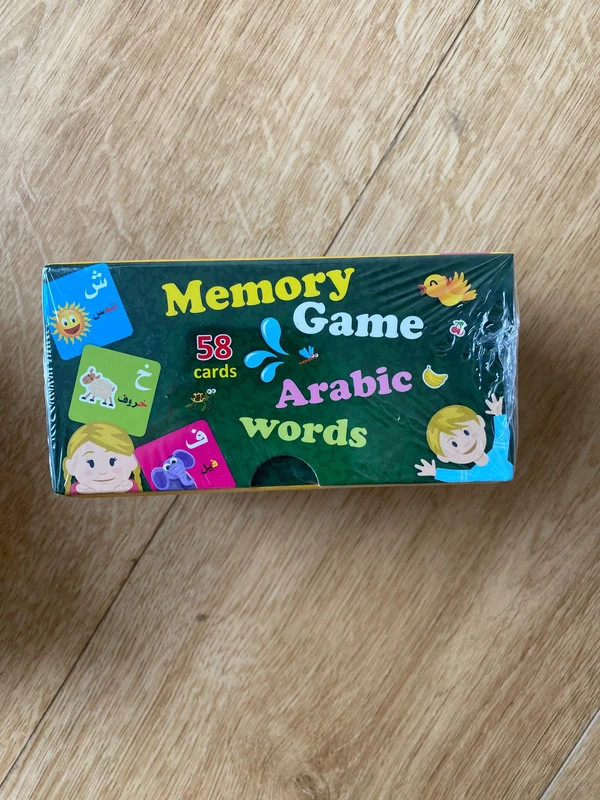 Memory
Game
58
cards
Arabic
words
ش
شمس
خ
خروف
ف
فيل